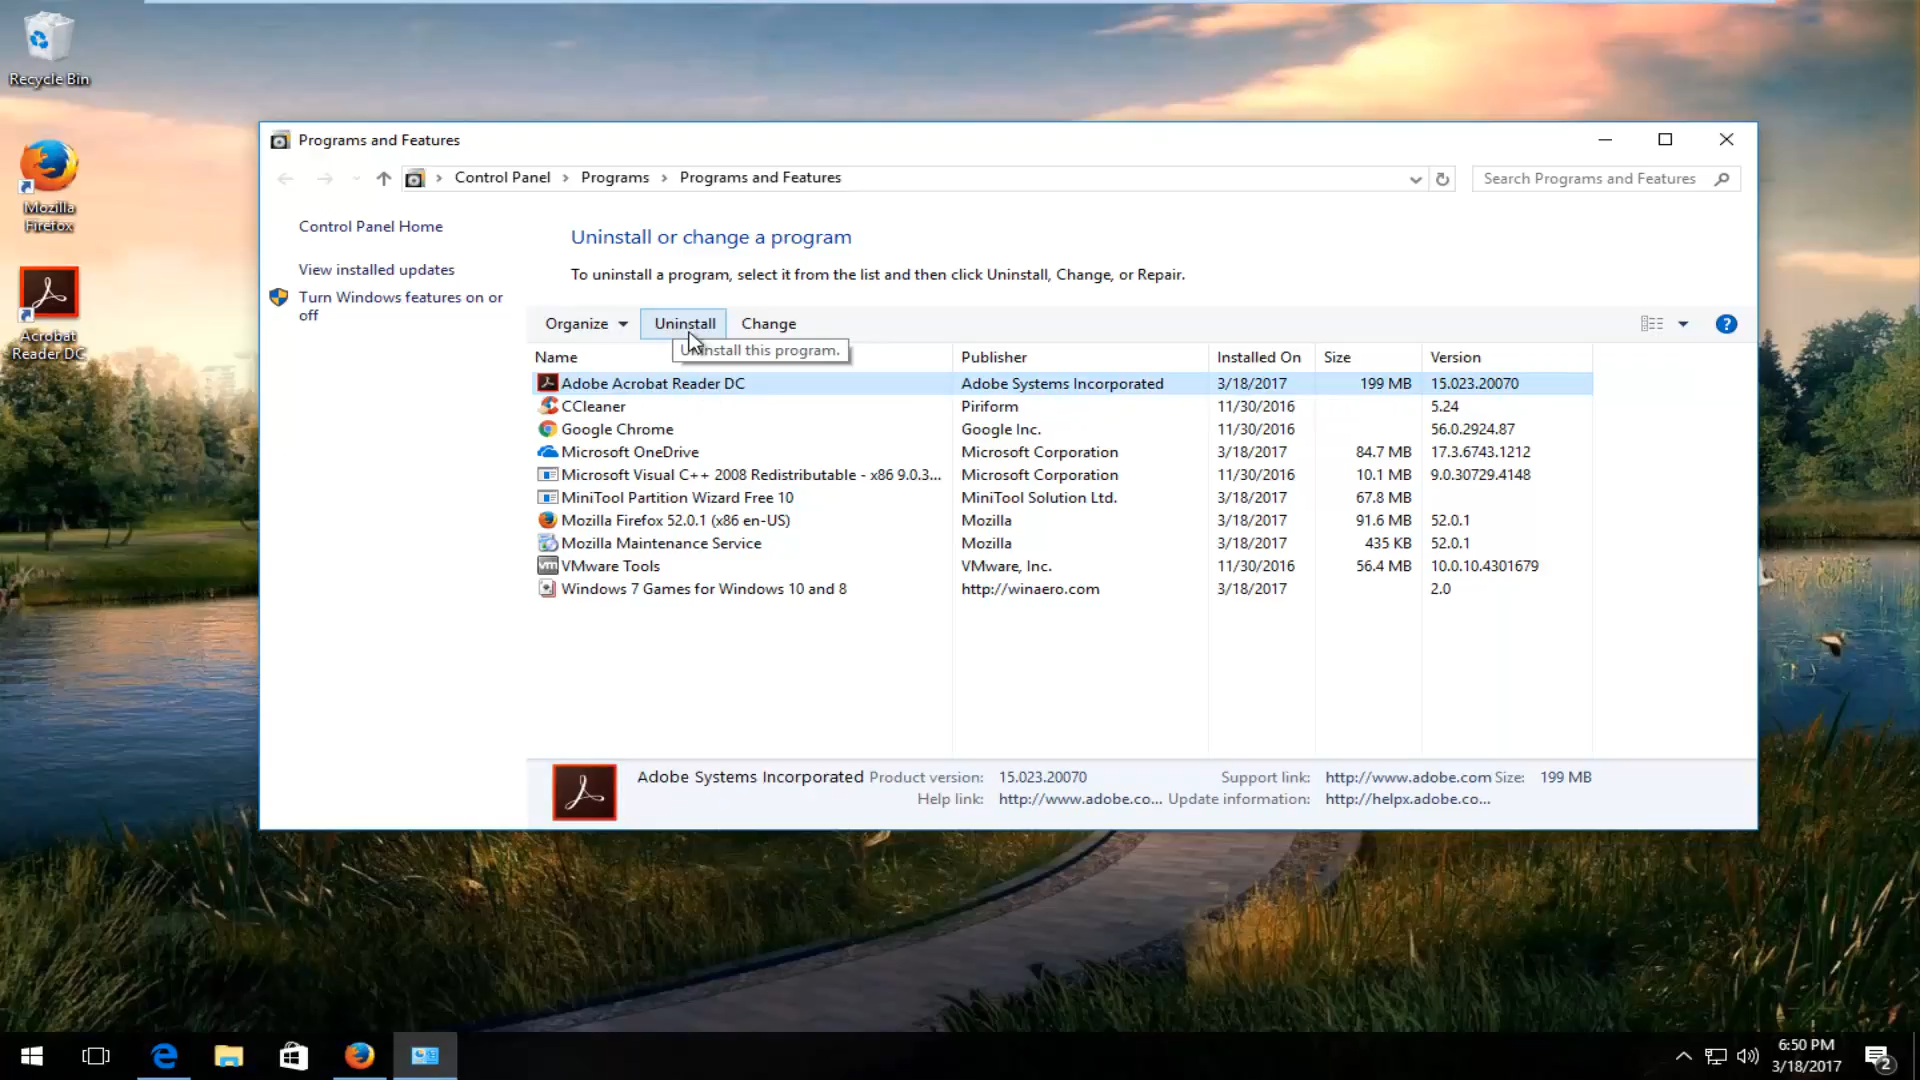 Recycle Bin
Mozilla
Firefox
Acrobat
Reader DC
Programs and Features
Control Panel > Programs > Programs and Features
Search Programs and Features
Control Panel Home
View installed updates
Turn Windows features on or
off
Uninstall or change a program
To uninstall a program, select it from the list and then click Uninstall, Change, or Repair.
Organize Uninstall Change
Uninstall this program.
Name Publisher Installed On Size Version
Adobe Acrobat Reader DC Adobe Systems Incorporated 3/18/2017 199 MB 15.023.20070
CCleaner Piriform 11/30/2016 5.24
Google Chrome Google Inc. 11/30/2016 56.0.2924.87
Microsoft OneDrive Microsoft Corporation 3/18/2017 84.7 MB 17.3.6743.1212
Microsoft Visual C++ 2008 Redistributable - x86 9.0.3... Microsoft Corporation 11/30/2016 10.1 MB 9.0.30729.4148
MiniTool Partition Wizard Free 10 MiniTool Solution Ltd. 3/18/2017 67.8 MB
Mozilla Firefox 52.0.1 (x86 en-US) Mozilla 3/18/2017 91.6 MB 52.0.1
Mozilla Maintenance Service Mozilla 3/18/2017 435 KB 52.0.1
vm VMware Tools VMware, Inc. 11/30/2016 56.4 MB 10.0.10.4301679
Windows 7 Games for Windows 10 and 8 http://winaero.com 3/18/2017 2.0
Adobe Systems Incorporated Product version: 15.023.20070 Support link: http://www.adobe.com Size: 199 MB
Help link: http://www.adobe.co... Update information: http://helpx.adobe.co...
6:50 PM
3/18/2017
2